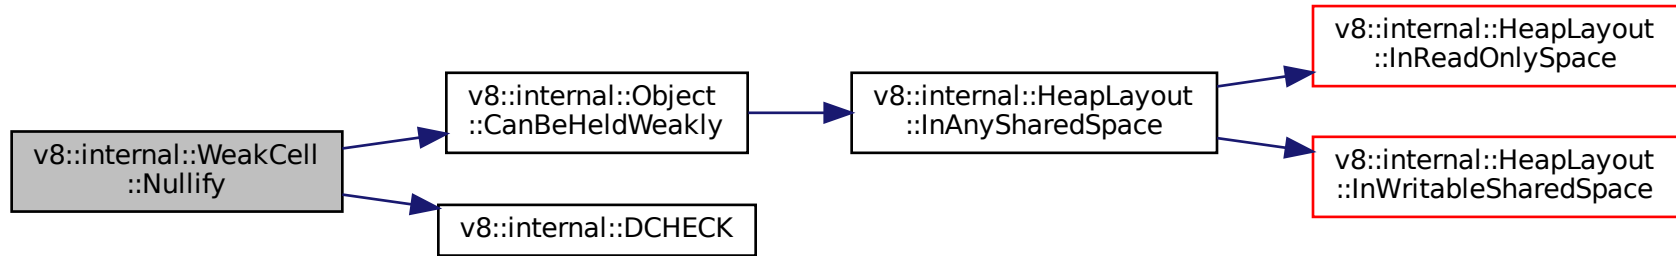 v8::internal::WeakCell
::Nullify
v8::internal::Object
::CanBeHeldWeakly
v8::internal::DCHECK
v8::internal::HeapLayout
::InAnySharedSpace
v8::internal::HeapLayout
::InReadOnlySpace
v8::internal::HeapLayout
::InWritableSharedSpace